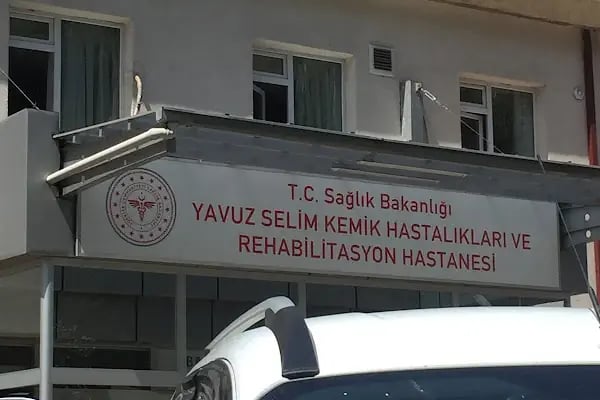 T.C. Sağlık Bakanlığı
YAVUZ SELİM KEMİK HASTALIKLARI VE
REHABİLİTASYON HASTANESİ